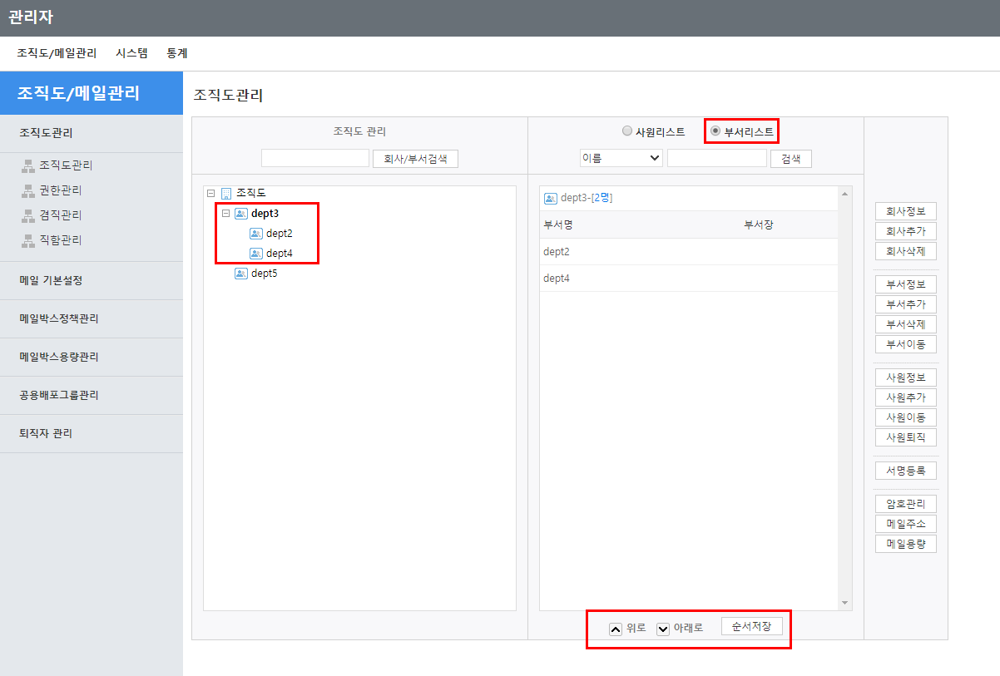 관리자
조직도/메일관리 시스템 통계
조직도/메일관리
조직도관리
조직도관리
권한관리
겸직관리
직함관리
메일 기본설정
메일박스정책관리
메일박스용량관리
공용배포그룹관리
퇴직자 관리
조직도관리
조직도 관리
회사/부서검색
조직도
dept3
dept2
dept4
dept5
사원리스트 부서리스트
이름 검색
dept3-[2명]
부서명 부서장
dept2
dept4
위로 아래로 순서저장
회사정보
회사추가
회사삭제
부서정보
부서추가
부서삭제
부서이동
사원정보
사원추가
사원이동
사원퇴직
서명등록
암호관리
메일주소
메일용량